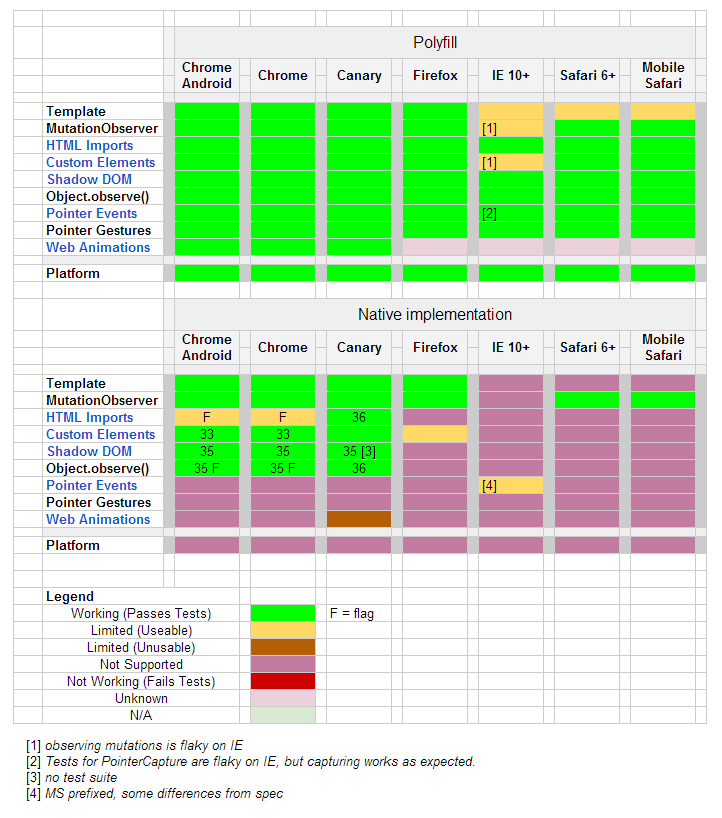 Polyfill
Chrome Android Chrome Canary Firefox IE 10+ Safari 6+ Mobile Safari
Template
MutationObserver [1]
HTML Imports
Custom Elements [1]
Shadow DOM
Object.observe()
Pointer Events [2]
Pointer Gestures
Web Animations
Platform
Native implementation
Chrome Android Chrome Canary Firefox IE 10+ Safari 6+ Mobile Safari
Template
MutationObserver
HTML Imports F F 36
Custom Elements 33 33
Shadow DOM 35 35 35 [3]
Object.observe() 35 F 35 F 36
Pointer Events [4]
Pointer Gestures
Web Animations
Platform
Legend
Working (Passes Tests) F = flag
Limited (Useable)
Limited (Unusable)
Not Supported
Not Working (Fails Tests)
Unknown
N/A
[1] observing mutations is flaky on IE
[2] Tests for PointerCapture are flaky on IE, but capturing works as expected.
[3] no test suite
[4] MS prefixed, some differences from spec